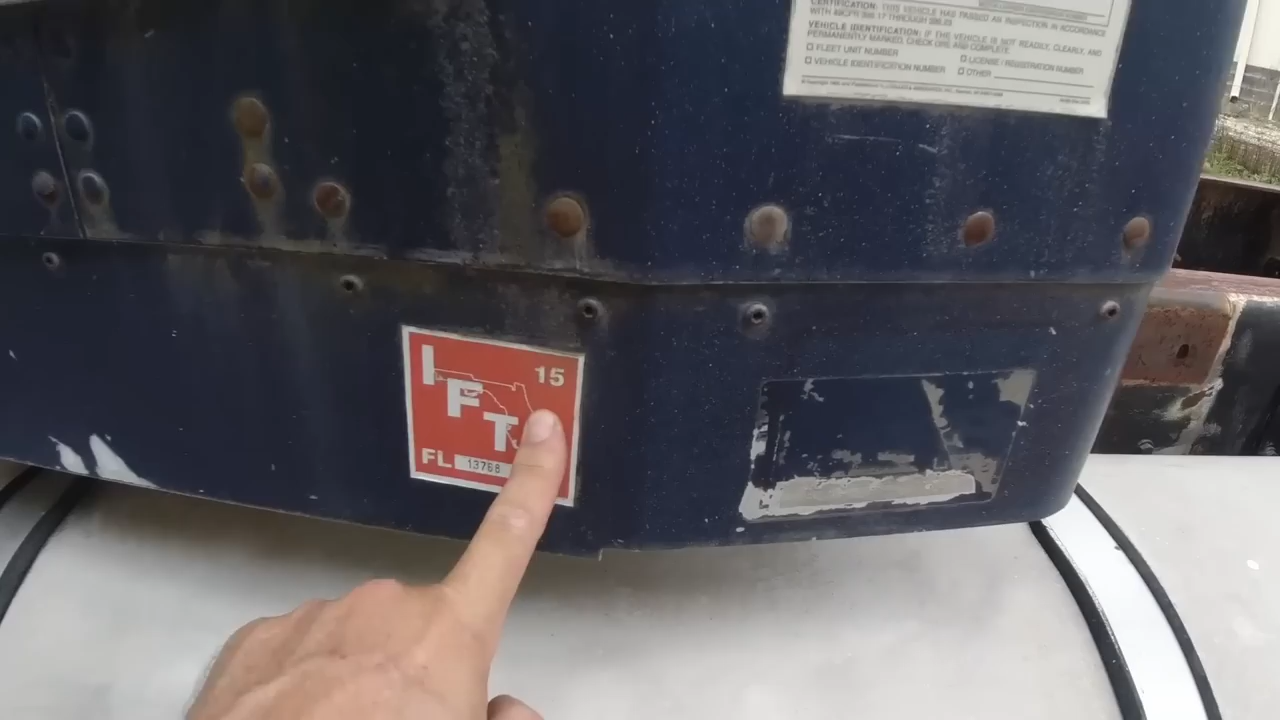 CERTIFICATION: THIS VEHICLE HAS PASSED AN INSPECTION IN ACCORDANCE
WITH 49CFR 396.17 THROUGH 396.23
VEHICLE IDENTIFICATION: IF THE VEHICLE IS NOT READILY, CLEARLY, AND
PERMANENTLY MARKED, CHECK ONE AND COMPLETE
FLEET UNIT NUMBER
LICENSE / REGISTRATION NUMBER
VEHICLE IDENTIFICATION NUMBER
OTHER
I
15
F
T
FL 13768